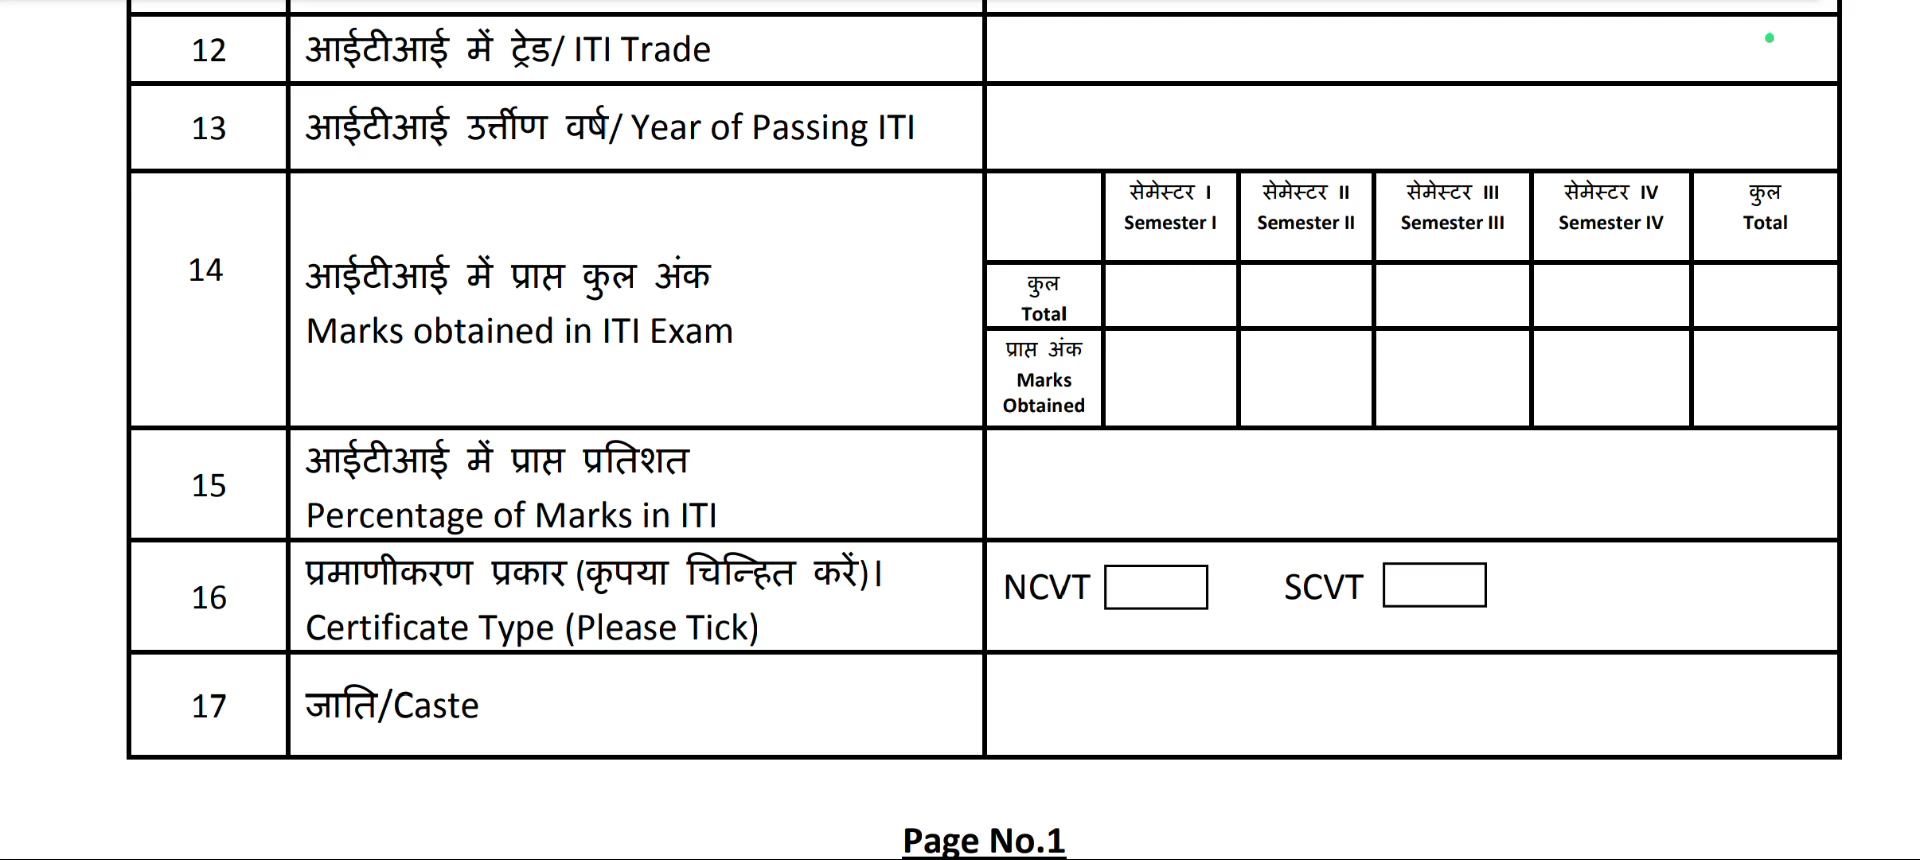 12 आईटीआई में ट्रेड/ ITI Trade
13 आईटीआई उर्त्तीण वर्ष/ Year of Passing ITI
सेमेस्टर I सेमेस्टर II सेमेस्टर III सेमेस्टर IV कुल
Semester I Semester II Semester III Semester IV Total
14 आईटीआई में प्राप्त कुल अंक
Marks obtained in ITI Exam
कुल
Total
प्राप्त अंक
Marks
Obtained
15 आईटीआई में प्राप्त प्रतिशत
Percentage of Marks in ITI
16 प्रमाणीकरण प्रकार (कृपया चिन्हित करें)।
Certificate Type (Please Tick)
NCVT SCVT
17 जाति/Caste
Page No.1